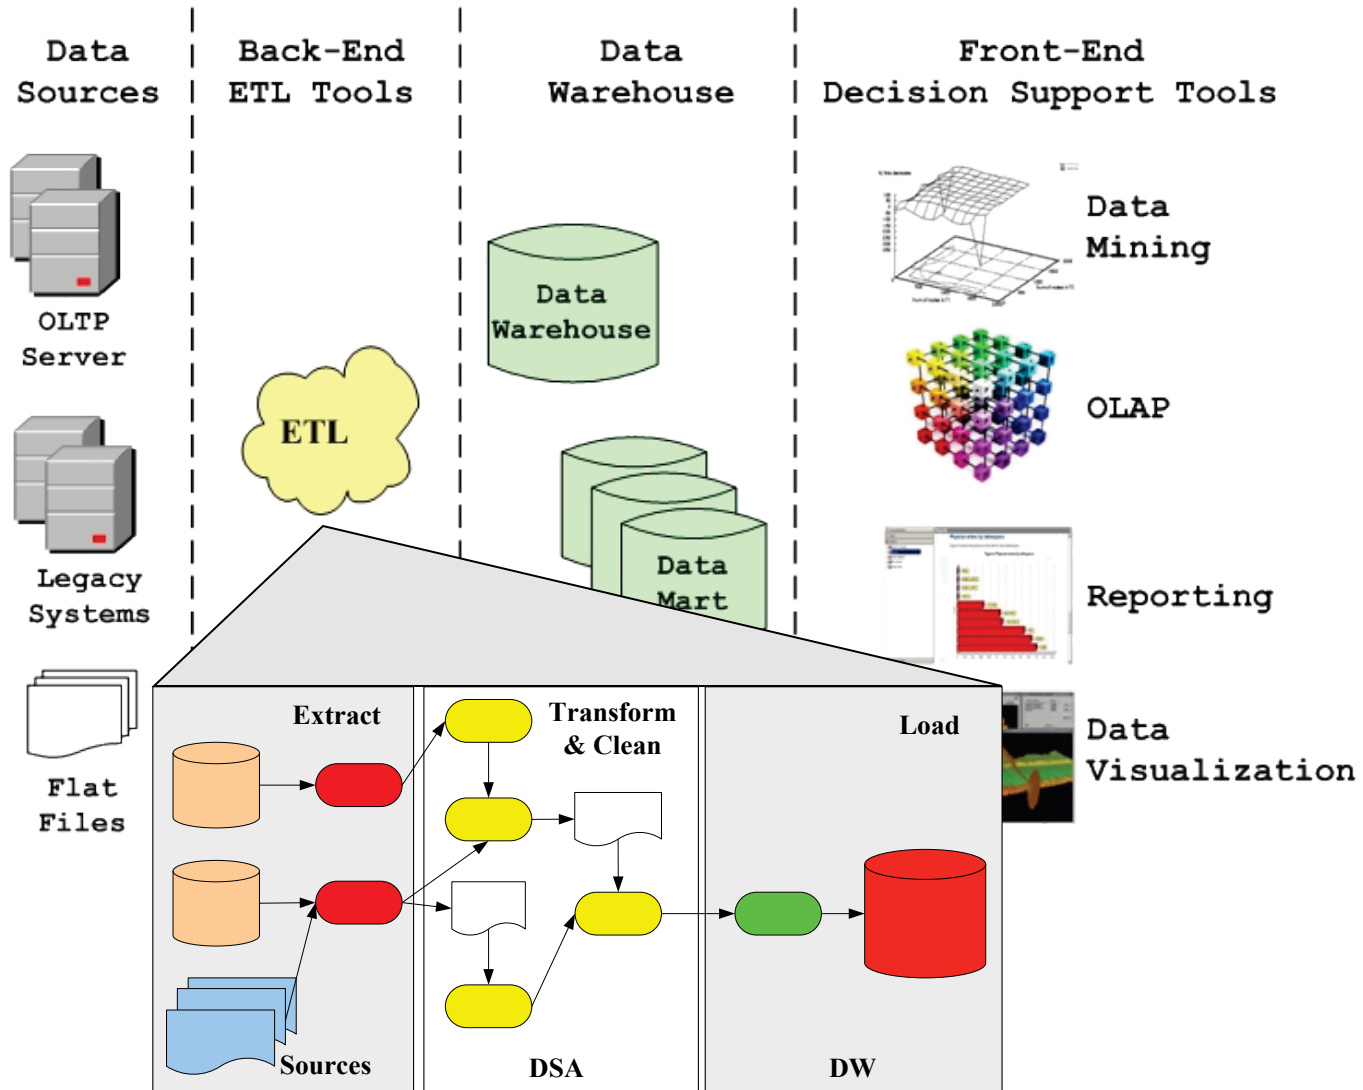 Data
Sources
Back-End
ETL Tools
Data
Warehouse
Front-End
Decision Support Tools
OLTP
Server
Legacy
Systems
Flat
Files
ETL
Data
Warehouse
Data
Mart
Data
Mining
OLAP
Reporting
Data
Visualization
Extract
Transform
& Clean
Load
Sources
DSA
DW